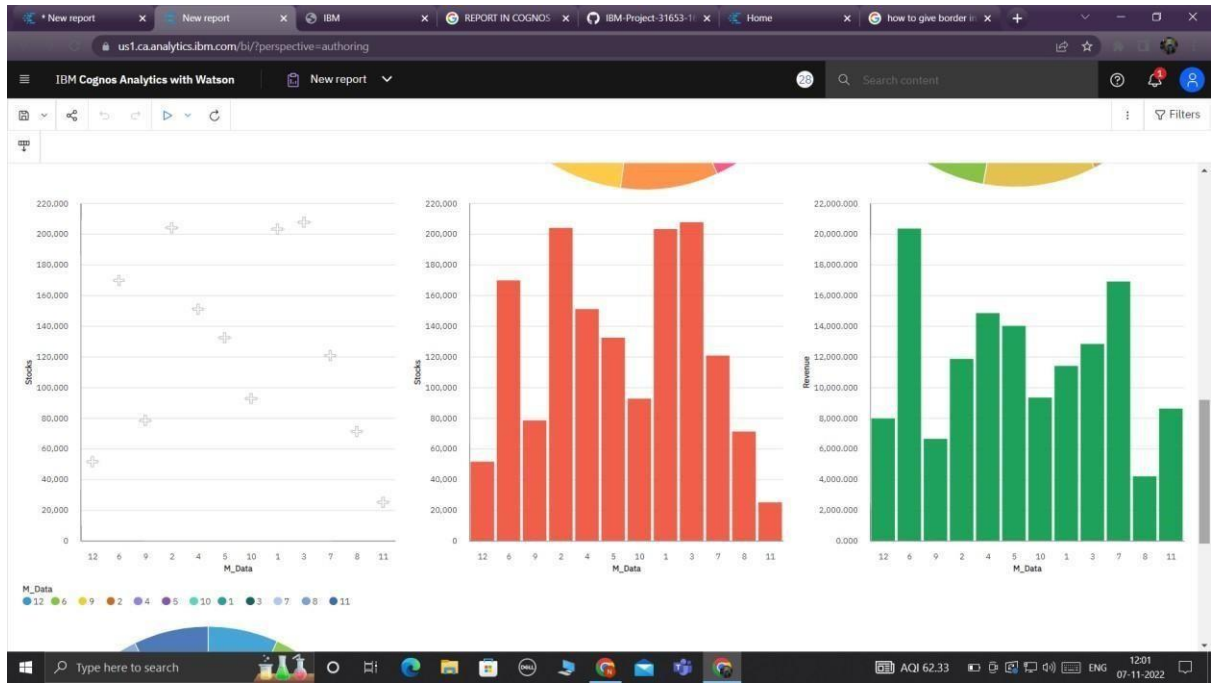 * New report
New report
IBM
REPORT IN COGNOS
IBM-Project-31653-1
Home
how to give border in
us1.ca.analytics.ibm.com/bi/?perspective=authoring
IBM Cognos Analytics with Watson
New report
28
Search content
1
Filters
220,000
200,000
180,000
160,000
140,000
120,000
100,000
80,000
60,000
40,000
20,000
0
Stocks
12 6 9 2 4 5 10 1 3 7 8 11
M_Data
220,000
200,000
180,000
160,000
140,000
120,000
100,000
80,000
60,000
40,000
20,000
0
Stocks
12 6 9 2 4 5 10 1 3 7 8 11
M_Data
22,000.000
20,000.000
18,000.000
16,000.000
14,000.000
12,000.000
10,000.000
8,000.000
6,000.000
4,000.000
2,000.000
0.000
Revenue
12 6 9 2 4 5 10 1 3 7 8 11
M_Data
M_Data
12 6 9 2 4 5 10 1 3 7 8 11
Type here to search
DELL
AQI 62.33
ENG
12:01
07-11-2022